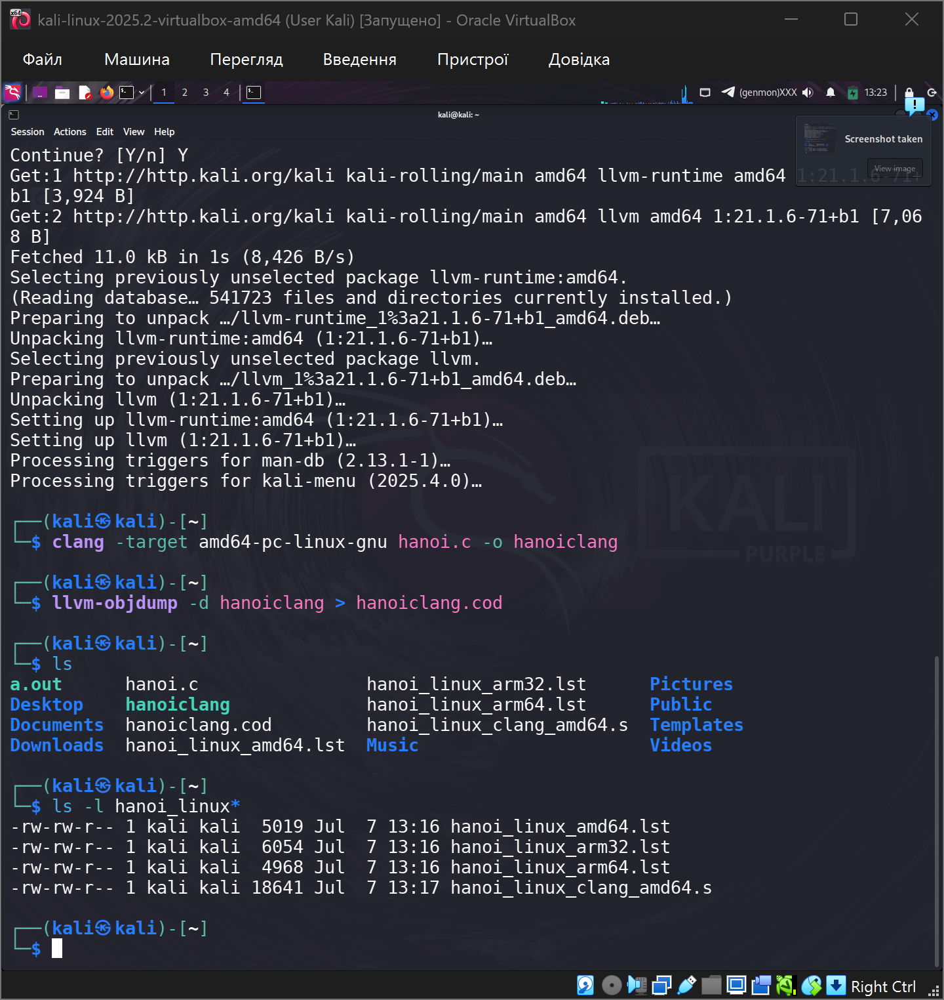 kali-linux-2025.2-virtualbox-amd64 (User Kali) [Запущено] - Oracle VirtualBox
Файл Машина Перегляд Введення Пристрої Довідка
1 2 3 4 (genmon)XXX 13:23
kali@kali: ~
Session Actions Edit View Help
Screenshot taken
View image
Continue? [Y/n] Y
Get:1 http://http.kali.org/kali kali-rolling/main amd64 llvm-runtime amd64 1:21.1.6-71+
b1 [3,924 B]
Get:2 http://http.kali.org/kali kali-rolling/main amd64 llvm amd64 1:21.1.6-71+b1 [7,06
8 B]
Fetched 11.0 kB in 1s (8,426 B/s)
Selecting previously unselected package llvm-runtime:amd64.
(Reading database… 541723 files and directories currently installed.)
Preparing to unpack …/llvm-runtime_1%3a21.1.6-71+b1_amd64.deb…
Unpacking llvm-runtime:amd64 (1:21.1.6-71+b1)…
Selecting previously unselected package llvm.
Preparing to unpack …/llvm_1%3a21.1.6-71+b1_amd64.deb…
Unpacking llvm (1:21.1.6-71+b1)…
Setting up llvm-runtime:amd64 (1:21.1.6-71+b1)…
Setting up llvm (1:21.1.6-71+b1)…
Processing triggers for man-db (2.13.1-1)…
Processing triggers for kali-menu (2025.4.0)…
┌──(kali㉿kali)-[~]
└─$ clang -target amd64-pc-linux-gnu hanoi.c -o hanoiclang
┌──(kali㉿kali)-[~]
└─$ llvm-objdump -d hanoiclang > hanoiclang.cod
┌──(kali㉿kali)-[~]
└─$ ls
a.out hanoi.c hanoi_linux_arm32.lst Pictures
Desktop hanoiclang hanoi_linux_arm64.lst Public
Documents hanoiclang.cod hanoi_linux_clang_amd64.s Templates
Downloads hanoi_linux_amd64.lst Music Videos
┌──(kali㉿kali)-[~]
└─$ ls -l hanoi_linux*
-rw-rw-r-- 1 kali kali 5019 Jul 7 13:16 hanoi_linux_amd64.lst
-rw-rw-r-- 1 kali kali 6054 Jul 7 13:16 hanoi_linux_arm32.lst
-rw-rw-r-- 1 kali kali 4968 Jul 7 13:16 hanoi_linux_arm64.lst
-rw-rw-r-- 1 kali kali 18641 Jul 7 13:17 hanoi_linux_clang_amd64.s
┌──(kali㉿kali)-[~]
└─$
KALI
PURPLE
Right Ctrl